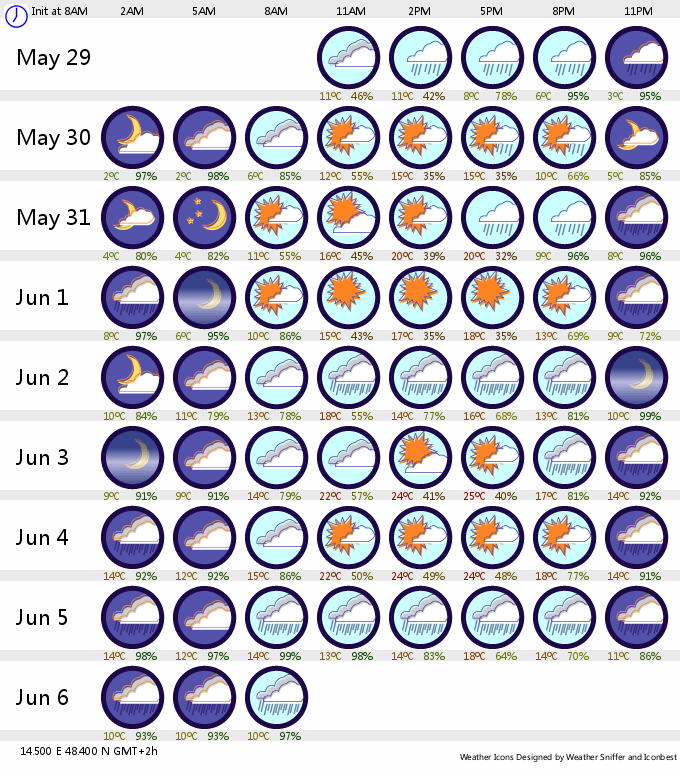 Init at 8AM 2AM 5AM 8AM 11AM 2PM 5PM 8PM 11PM
May 29
11ºC 46% 11ºC 42% 8ºC 78% 6ºC 95% 3ºC 95%
May 30
2ºC 97% 2ºC 98% 6ºC 85% 12ºC 55% 15ºC 35% 15ºC 35% 10ºC 66% 5ºC 85%
May 31
4ºC 80% 4ºC 82% 11ºC 55% 16ºC 45% 20ºC 39% 20ºC 32% 9ºC 96% 8ºC 96%
Jun 1
8ºC 97% 6ºC 95% 10ºC 86% 15ºC 43% 17ºC 35% 18ºC 35% 13ºC 69% 9ºC 72%
Jun 2
10ºC 84% 11ºC 79% 13ºC 78% 18ºC 55% 14ºC 77% 16ºC 68% 13ºC 81% 10ºC 99%
Jun 3
9ºC 91% 9ºC 91% 14ºC 79% 22ºC 57% 24ºC 41% 25ºC 40% 17ºC 81% 14ºC 92%
Jun 4
14ºC 92% 12ºC 92% 15ºC 86% 22ºC 50% 24ºC 49% 24ºC 48% 18ºC 77% 14ºC 91%
Jun 5
14ºC 98% 12ºC 97% 14ºC 99% 13ºC 98% 14ºC 83% 18ºC 64% 14ºC 70% 11ºC 86%
Jun 6
10ºC 93% 10ºC 93% 10ºC 97%
14.500 E 48.400 N GMT+2h
Weather Icons Designed by Weather Sniffer and Iconbest